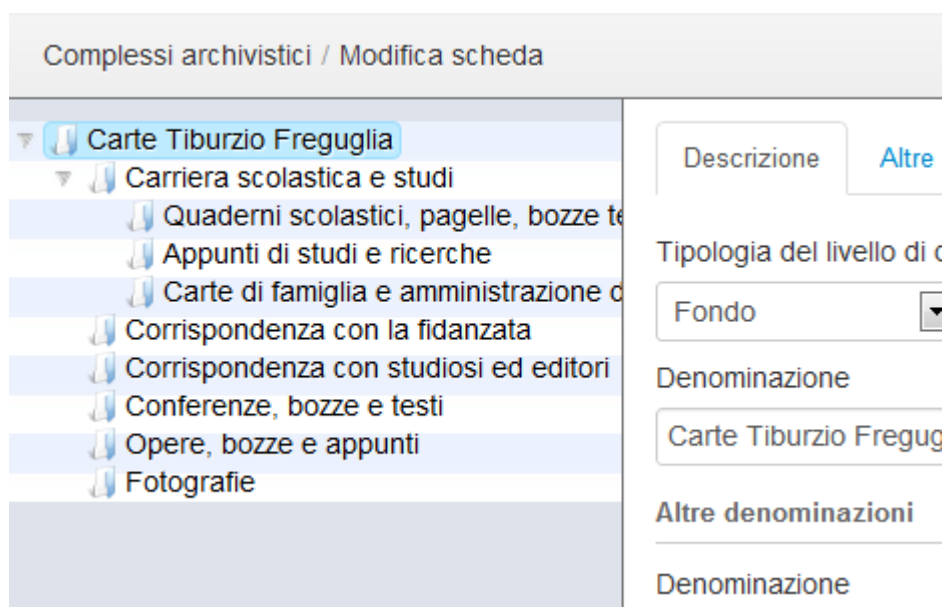 Complessi archivistici / Modifica scheda
Carte Tiburzio Freguglia
Carriera scolastica e studi
Quaderni scolastici, pagelle, bozze
Appunti di studi e ricerche
Carte di famiglia e amministrazione
Corrispondenza con la fidanzata
Corrispondenza con studiosi ed editori
Conferenze, bozze e testi
Opere, bozze e appunti
Fotografie
Descrizione
Altre
Tipologia del livello di
Fondo
Denominazione
Carte Tiburzio
Altre denominazioni
Denominazione